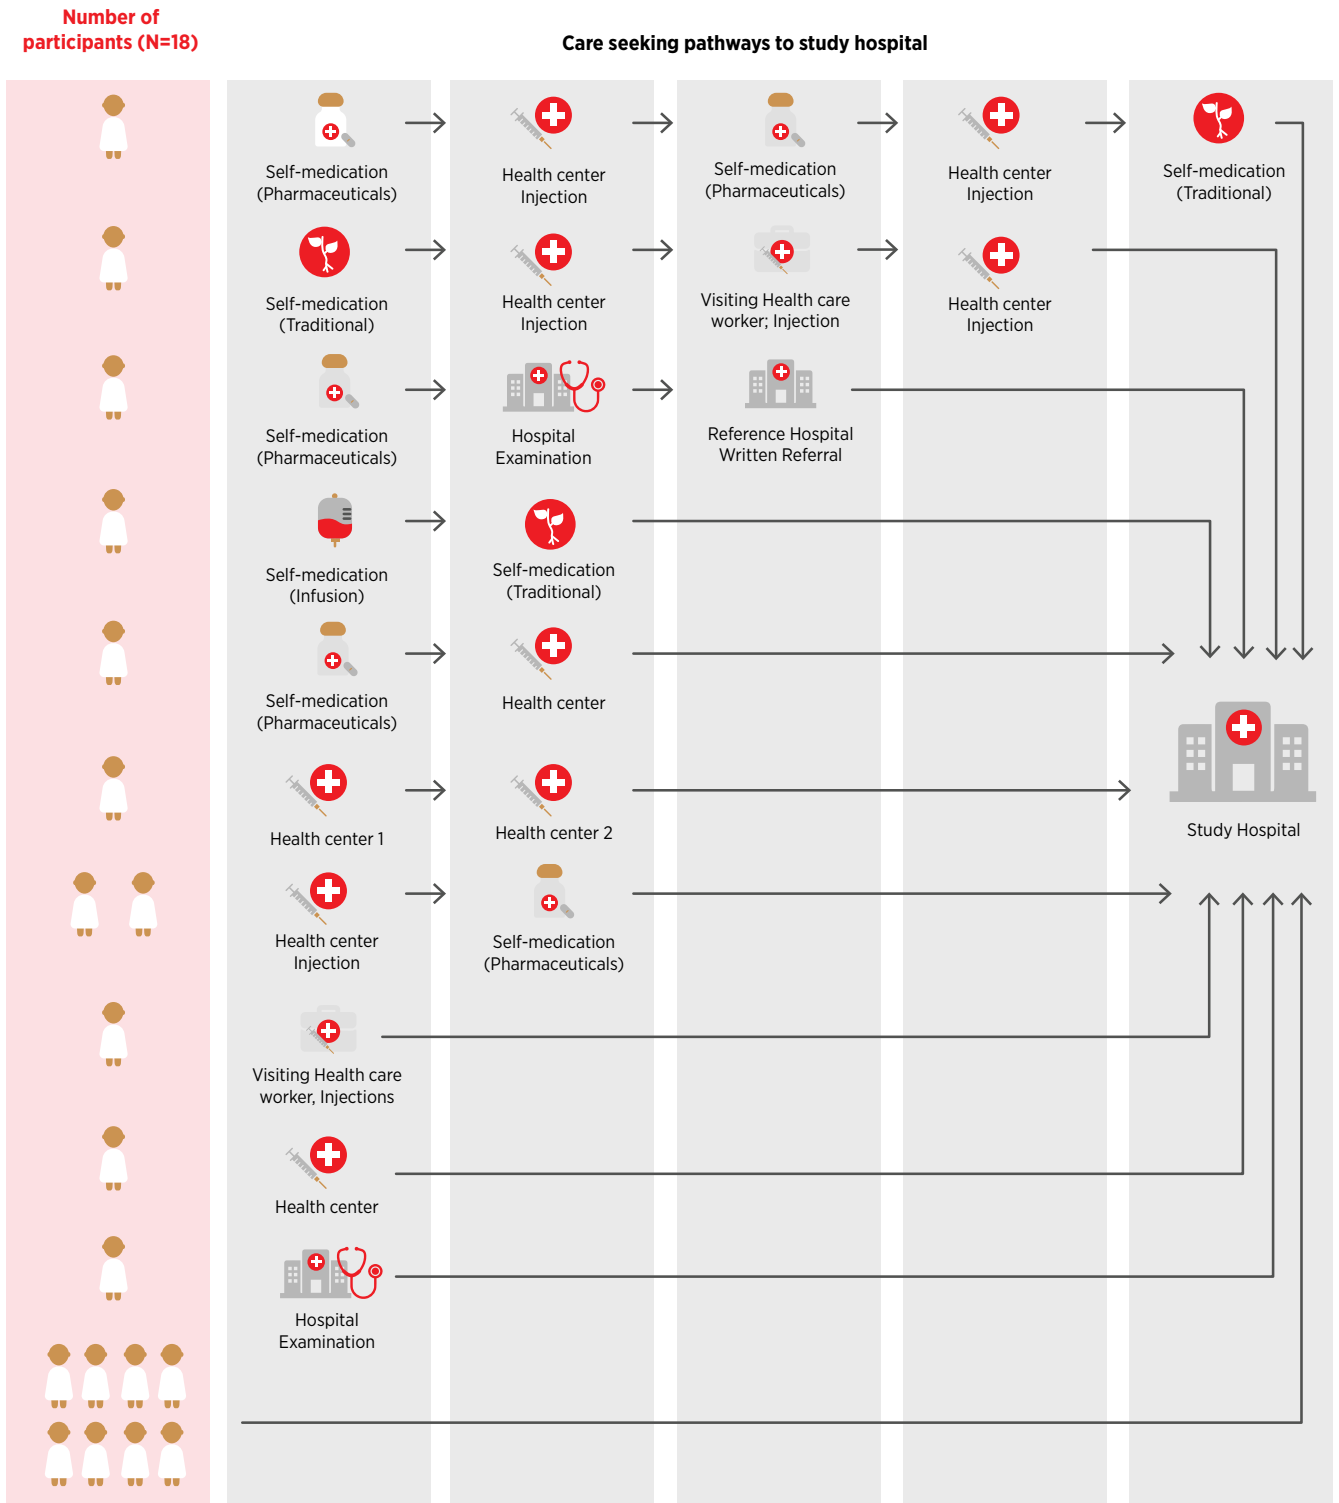 Number of
participants (N=18)
Care seeking pathways to study hospital
Self-medication
(Pharmaceuticals)
Health center
Injection
Self-medication
(Pharmaceuticals)
Health center
Injection
Self-medication
(Traditional)
Self-medication
(Traditional)
Health center
Injection
Visiting Health care
worker; Injection
Health center
Injection
Self-medication
(Pharmaceuticals)
Hospital
Examination
Reference Hospital
Written Referral
Self-medication
(Infusion)
Self-medication
(Traditional)
Self-medication
(Pharmaceuticals)
Health center
Health center 1
Health center 2
Study Hospital
Health center
Injection
Self-medication
(Pharmaceuticals)
Visiting Health care
worker, Injections
Health center
Hospital
Examination